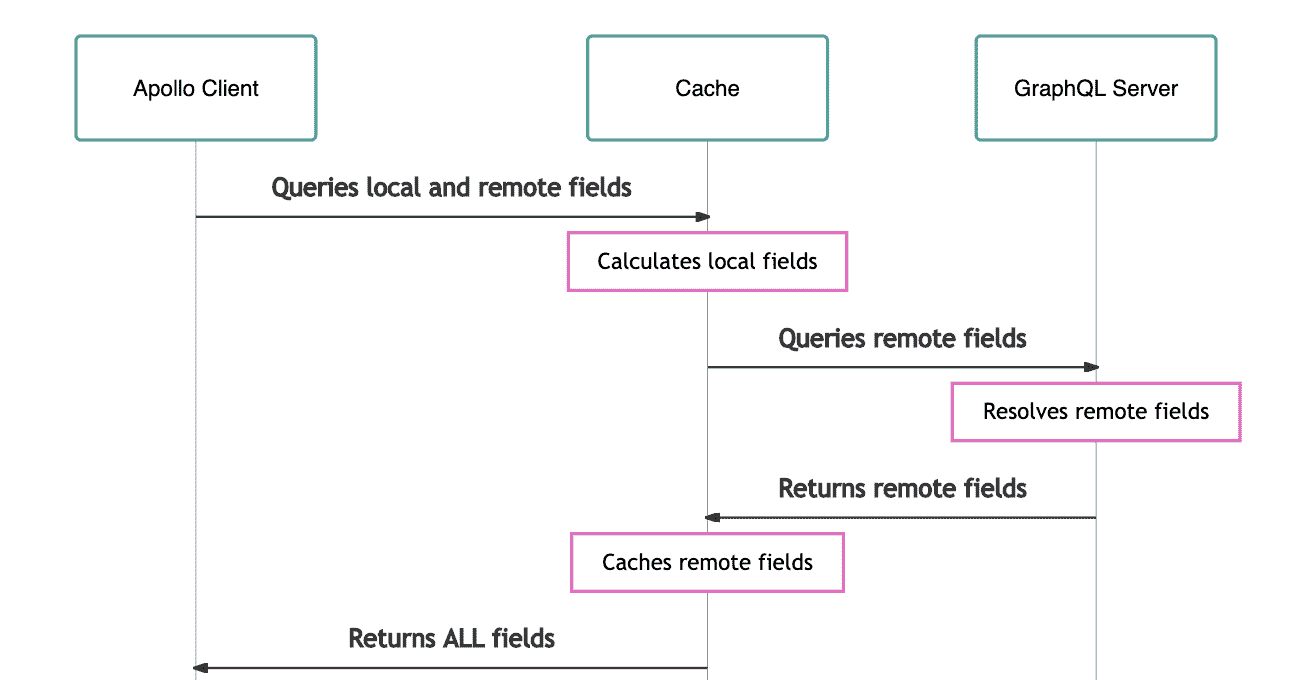 Apollo Client
Cache
GraphQL Server
Queries local and remote fields
Calculates local fields
Queries remote fields
Resolves remote fields
Returns remote fields
Caches remote fields
Returns ALL fields